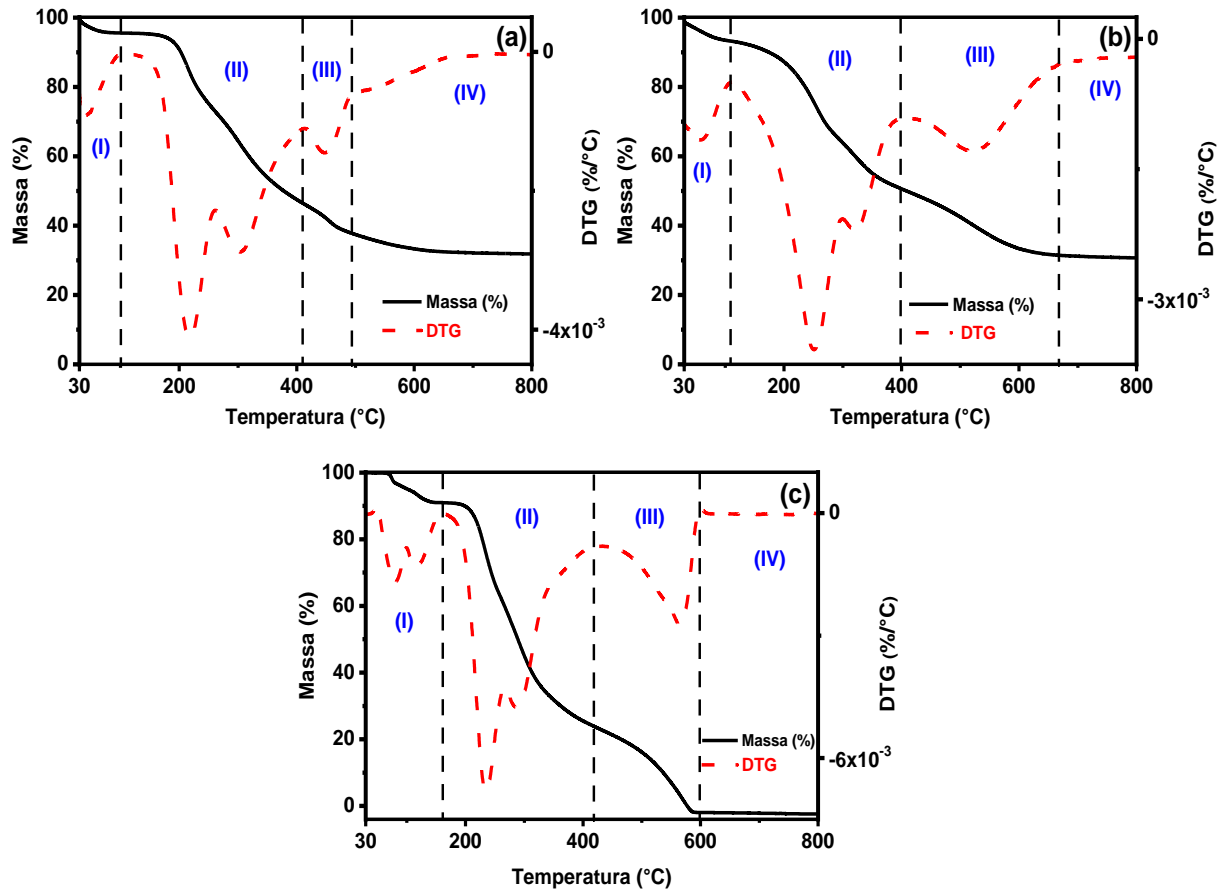 (a)
100
80
60
40
20
0
Massa (%)
(I)
(II)
(III)
(IV)
0
-4x10⁻³
DTG (%/°C)
Massa (%)
DTG
30 200 400 600 800
Temperatura (°C)
(b)
100
80
60
40
20
0
Massa (%)
(I)
(II)
(III)
(IV)
0
-3x10⁻³
DTG (%/°C)
Massa (%)
DTG
30 200 400 600 800
Temperatura (°C)
(c)
100
80
60
40
20
0
Massa (%)
(I)
(II)
(III)
(IV)
0
-6x10⁻³
DTG (%/°C)
Massa (%)
DTG
30 200 400 600 800
Temperatura (°C)